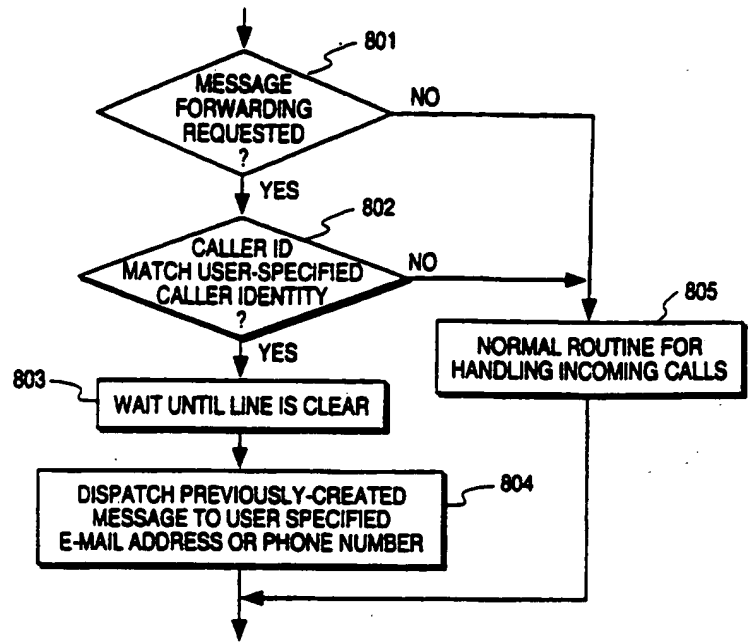 801
MESSAGE
FORWARDING
REQUESTED
?
NO
YES
802
CALLER ID
MATCH USER-SPECIFIED
CALLER IDENTITY
?
NO
YES
805
NORMAL ROUTINE FOR
HANDLING INCOMING CALLS
803
WAIT UNTIL LINE IS CLEAR
804
DISPATCH PREVIOUSLY-CREATED
MESSAGE TO USER SPECIFIED
E-MAIL ADDRESS OR PHONE NUMBER